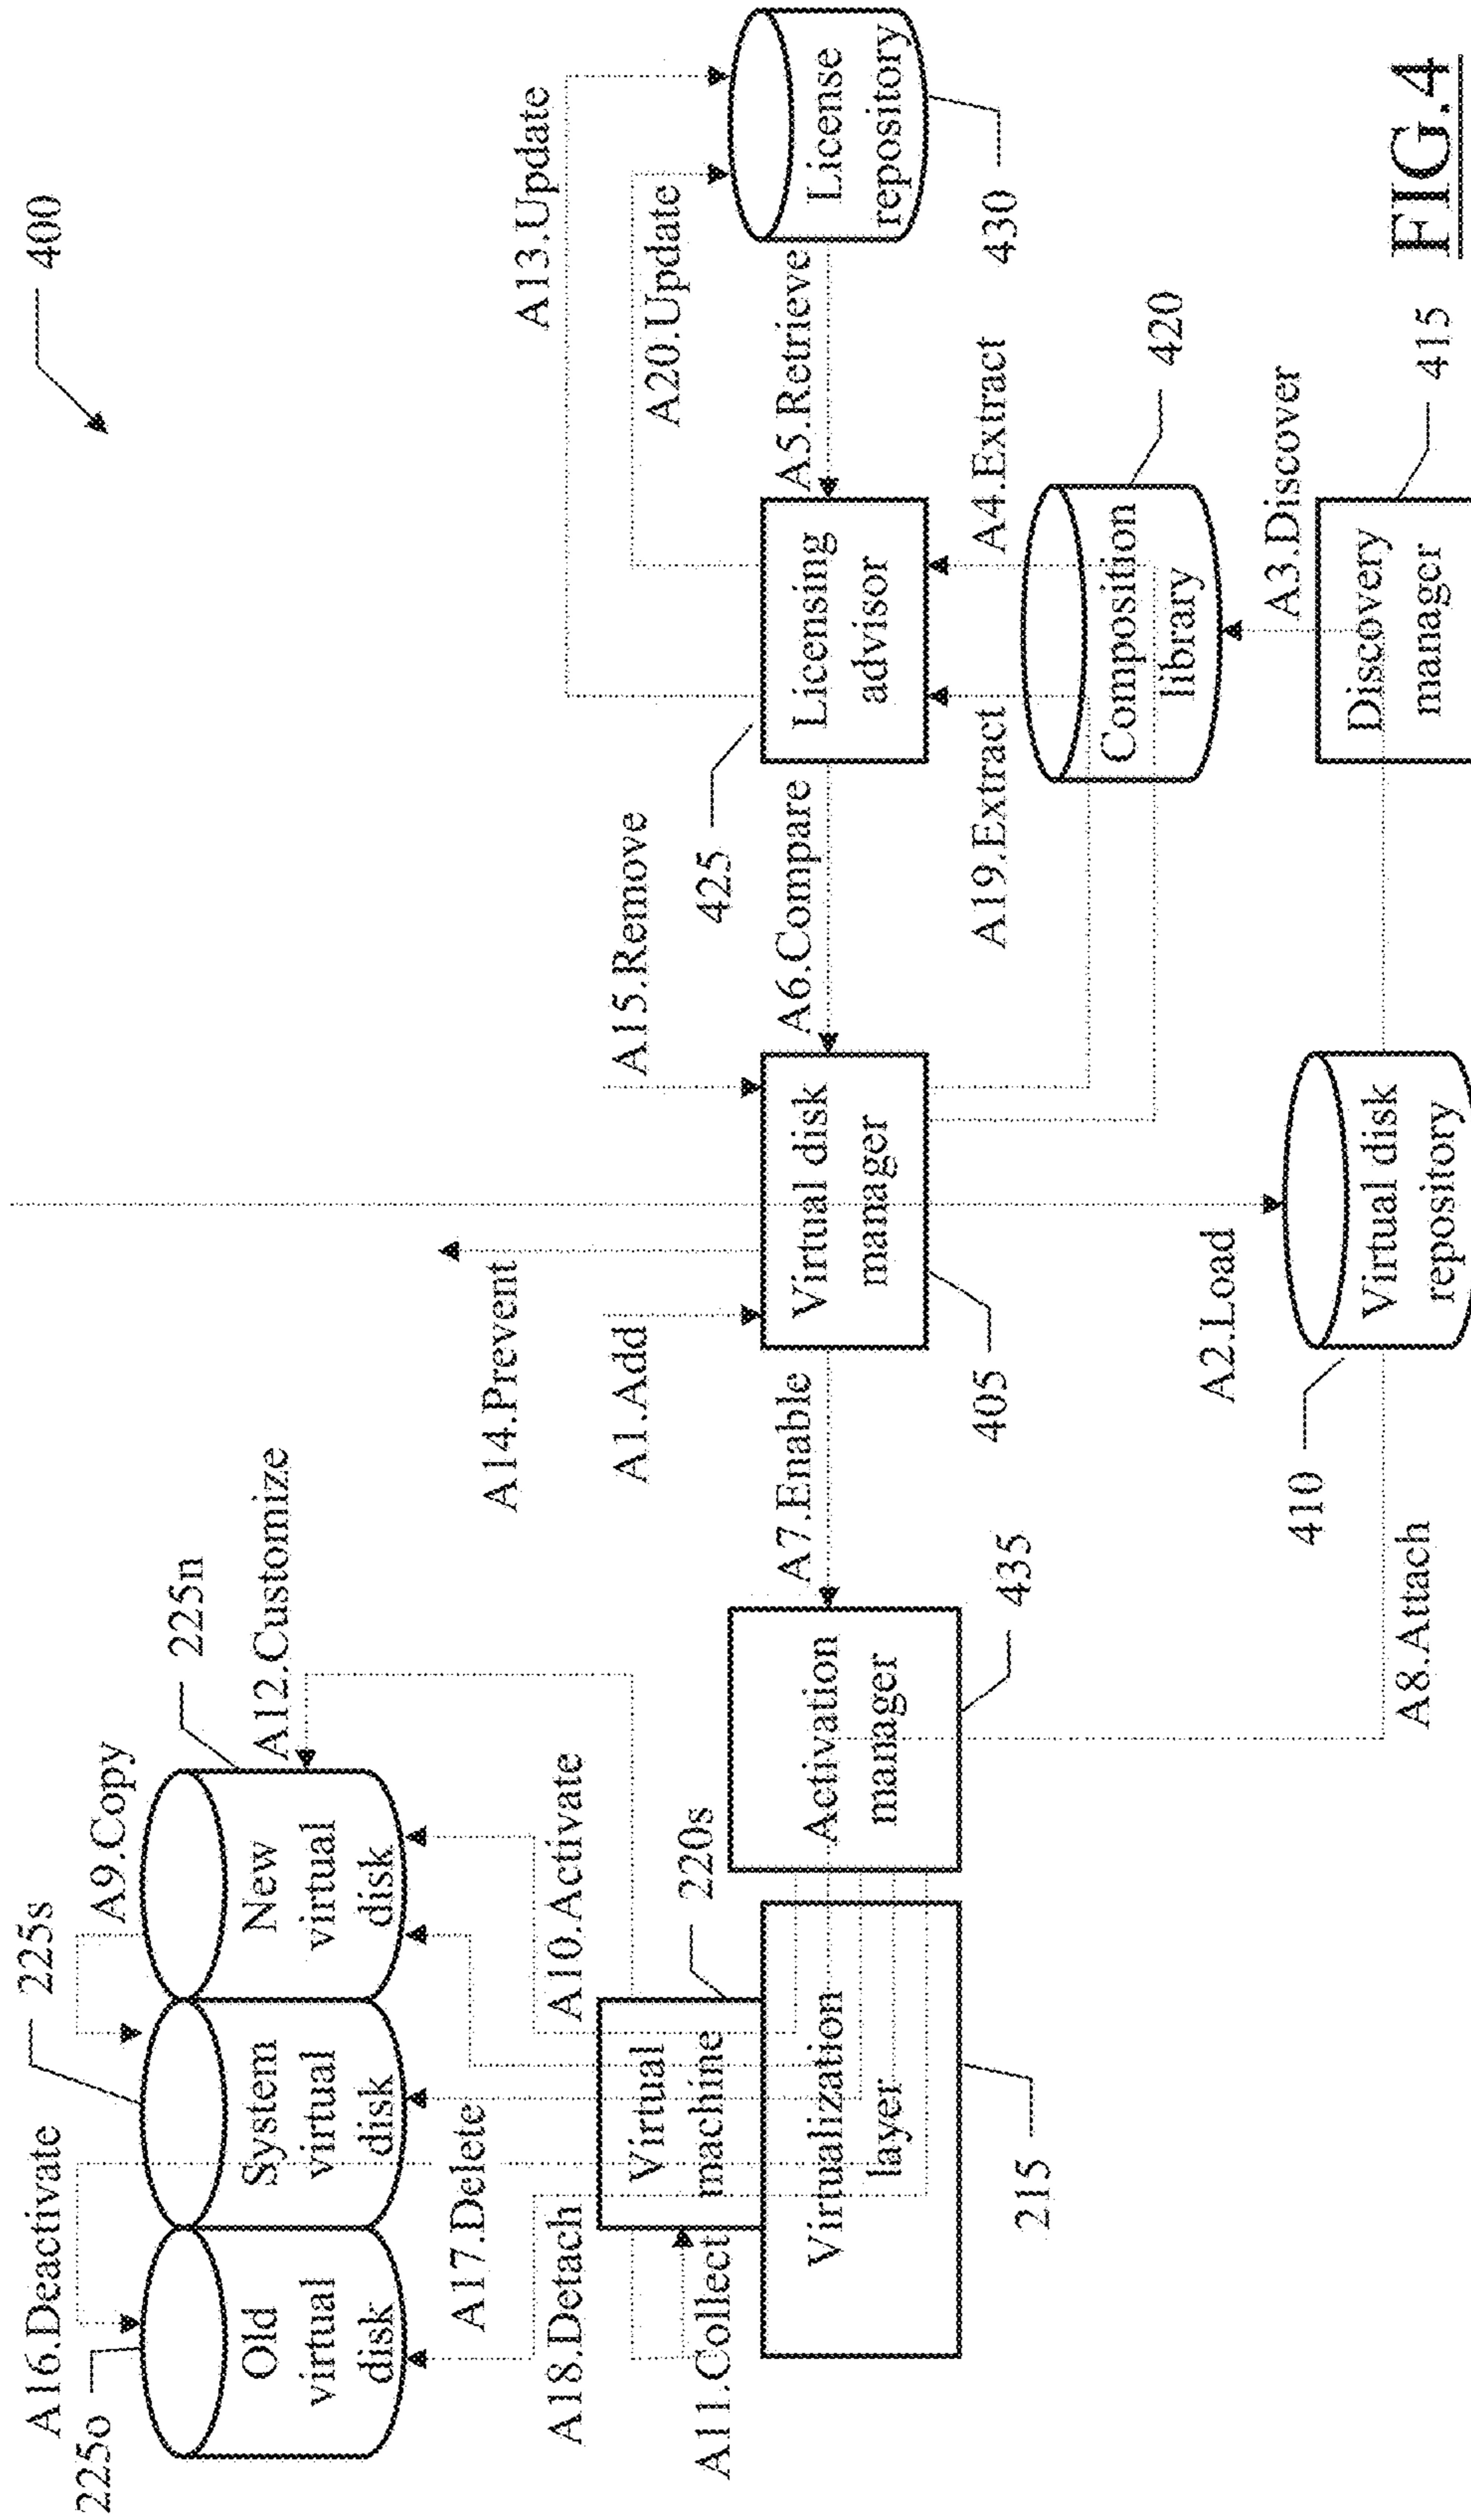 400
A16.Deactivate
225o
225s
A9.Copy
225n
A12.Customize
Old
virtual
disk
System
virtual
disk
New
virtual
disk
A17.Delete
A18.Detach
A10.Activate
A11.Collect
Virtual
machine
220s
Virtualization
layer
215
Activation
manager
435
A7.Enable
A14.Prevent
A1.Add
A15.Remove
Virtual disk
manager
405
A6.Compare
425
Licensing
advisor
A13.Update
A20.Update
A5.Retrieve
License
repository
430
A19.Extract
A4.Extract
Composition
library
420
A2.Load
A3.Discover
410
Virtual disk
repository
A8.Attach
Discovery
manager
415
FIG.4